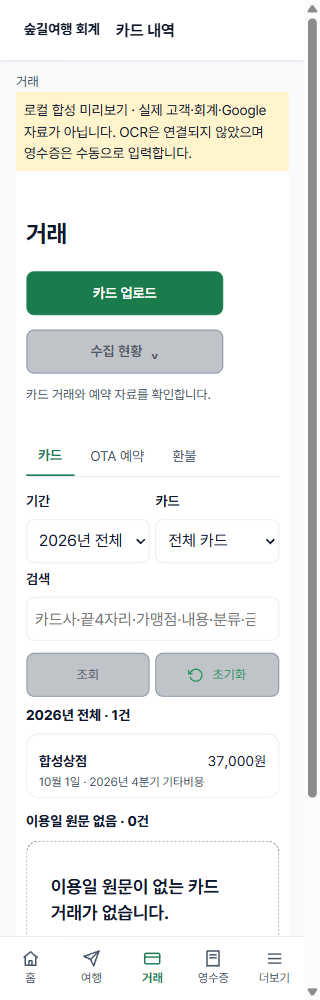 숲길여행 회계 카드 내역
거래
로컬 합성 미리보기 · 실제 고객·회계·Google
자료가 아닙니다. OCR은 연결되지 않았으며
영수증은 수동으로 입력합니다.
거래
카드 업로드
수집 현황
카드 거래와 예약 자료를 확인합니다.
카드 OTA 예약 환불
기간 카드
2026년 전체 전체 카드
검색
카드사·끝4자리·가맹점·내용·분류·금
조회 초기화
2026년 전체 · 1건
합성상점 37,000원
10월 1일 · 2026년 4분기 기타비용
이용일 원문 없음 · 0건
이용일 원문이 없는 카드
거래가 없습니다.
홈 여행 거래 영수증 더보기